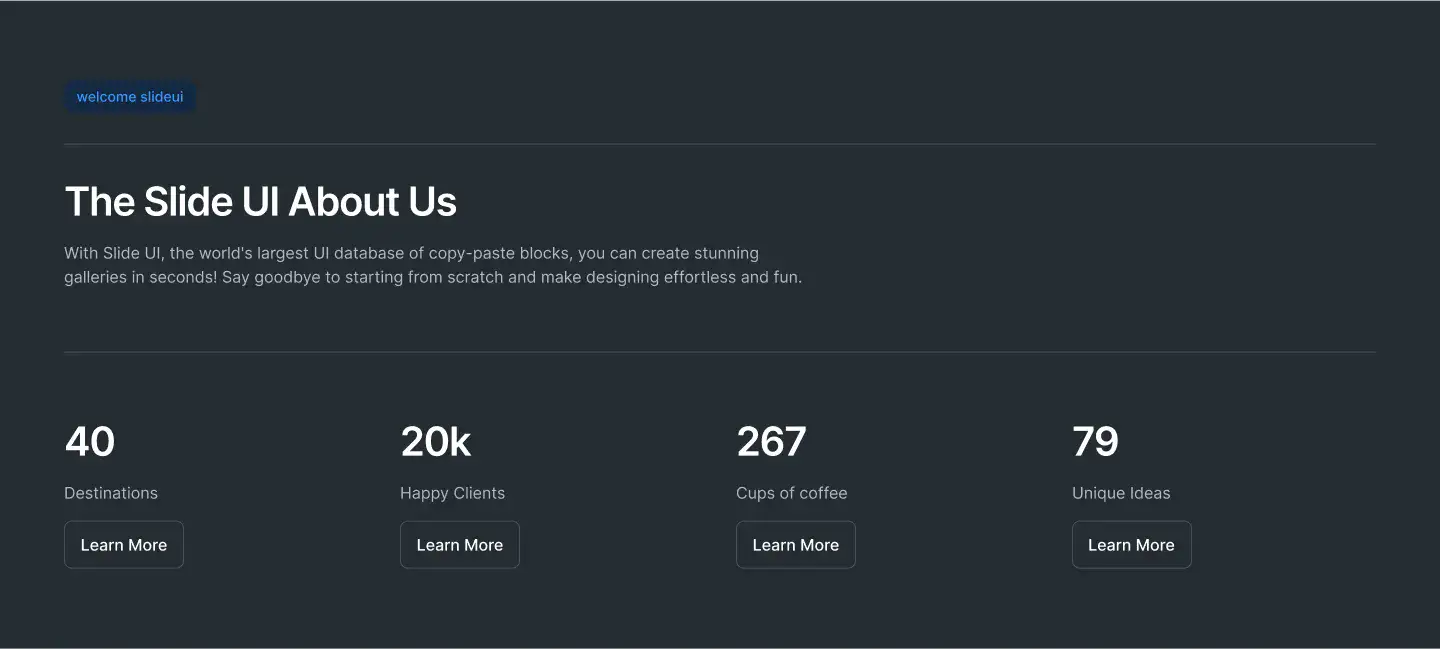 welcome slideui
The Slide UI About Us
With Slide UI, the world's largest UI database of copy-paste blocks, you can create stunning
galleries in seconds! Say goodbye to starting from scratch and make designing effortless and fun.
40
20k
267
79
Destinations
Happy Clients
Cups of coffee
Unique Ideas
Learn More
Learn More
Learn More
Learn More